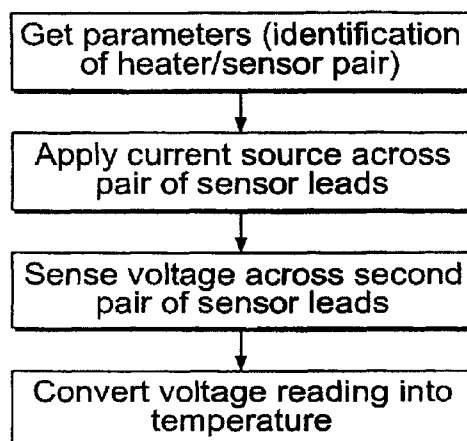 Get parameters (identification
of heater/sensor pair)
Apply current source across
pair of sensor leads
Sense voltage across second
pair of sensor leads
Convert voltage reading into
temperature